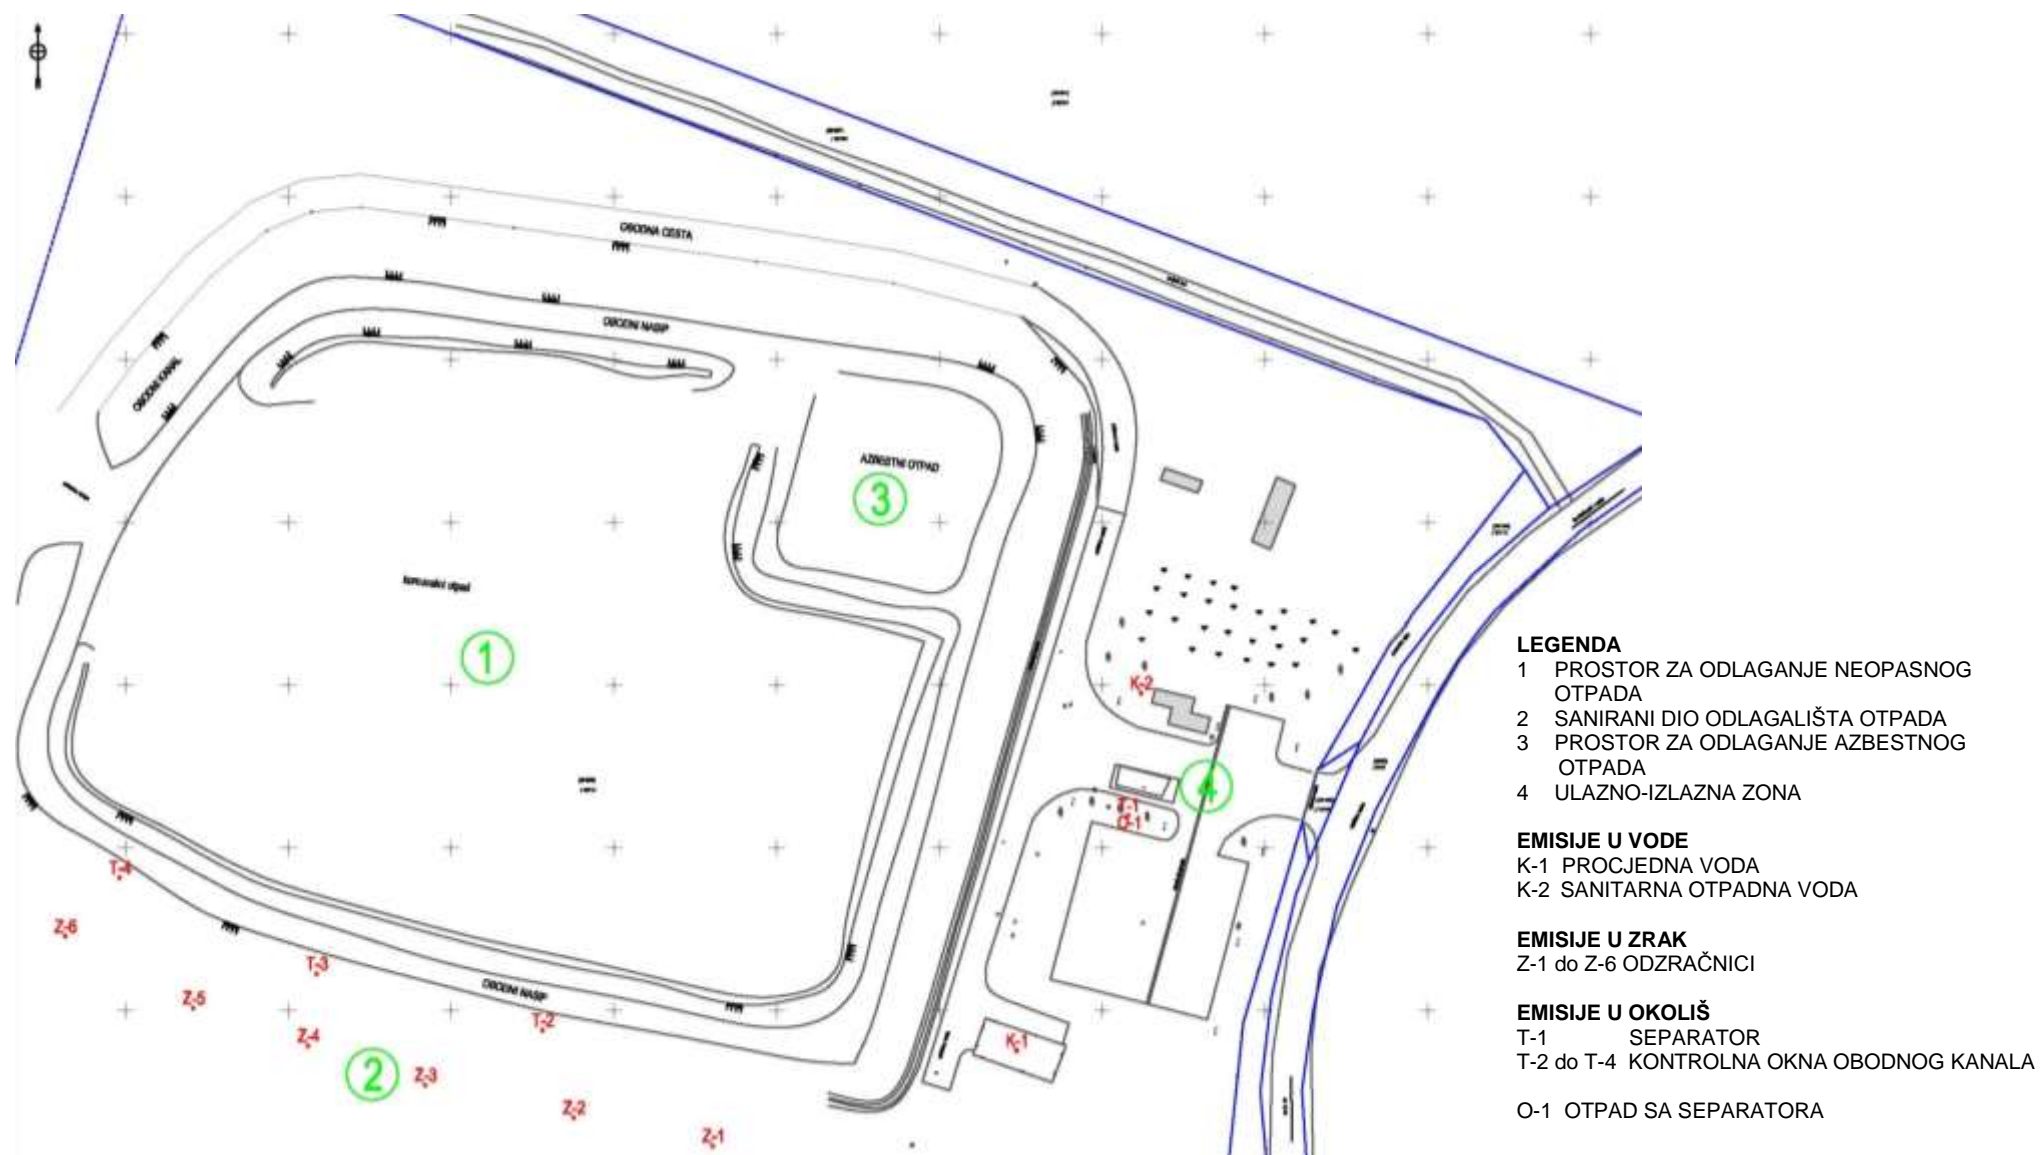 OBODNA CESTA
OBODNI NASIP
OBODNI KANAL
AZBESTNI OTPAD
3
komunalni otpad
1
K-2
4
T-1
O-1
T-4
Z-6
T-3
OBODNI NASIP
Z-5
T-2
Z-4
K-1
2
Z-3
Z-2
Z-1
LEGENDA
1 PROSTOR ZA ODLAGANJE NEOPASNOG
OTPADA
2 SANIRANI DIO ODLAGALIŠTA OTPADA
3 PROSTOR ZA ODLAGANJE AZBESTNOG
OTPADA
4 ULAZNO-IZLAZNA ZONA
EMISIJE U VODE
K-1 PROCJEDNA VODA
K-2 SANITARNA OTPADNA VODA
EMISIJE U ZRAK
Z-1 do Z-6 ODZRAČNICI
EMISIJE U OKOLIŠ
T-1 SEPARATOR
T-2 do T-4 KONTROLNA OKNA OBODNOG KANALA
O-1 OTPAD SA SEPARATORA